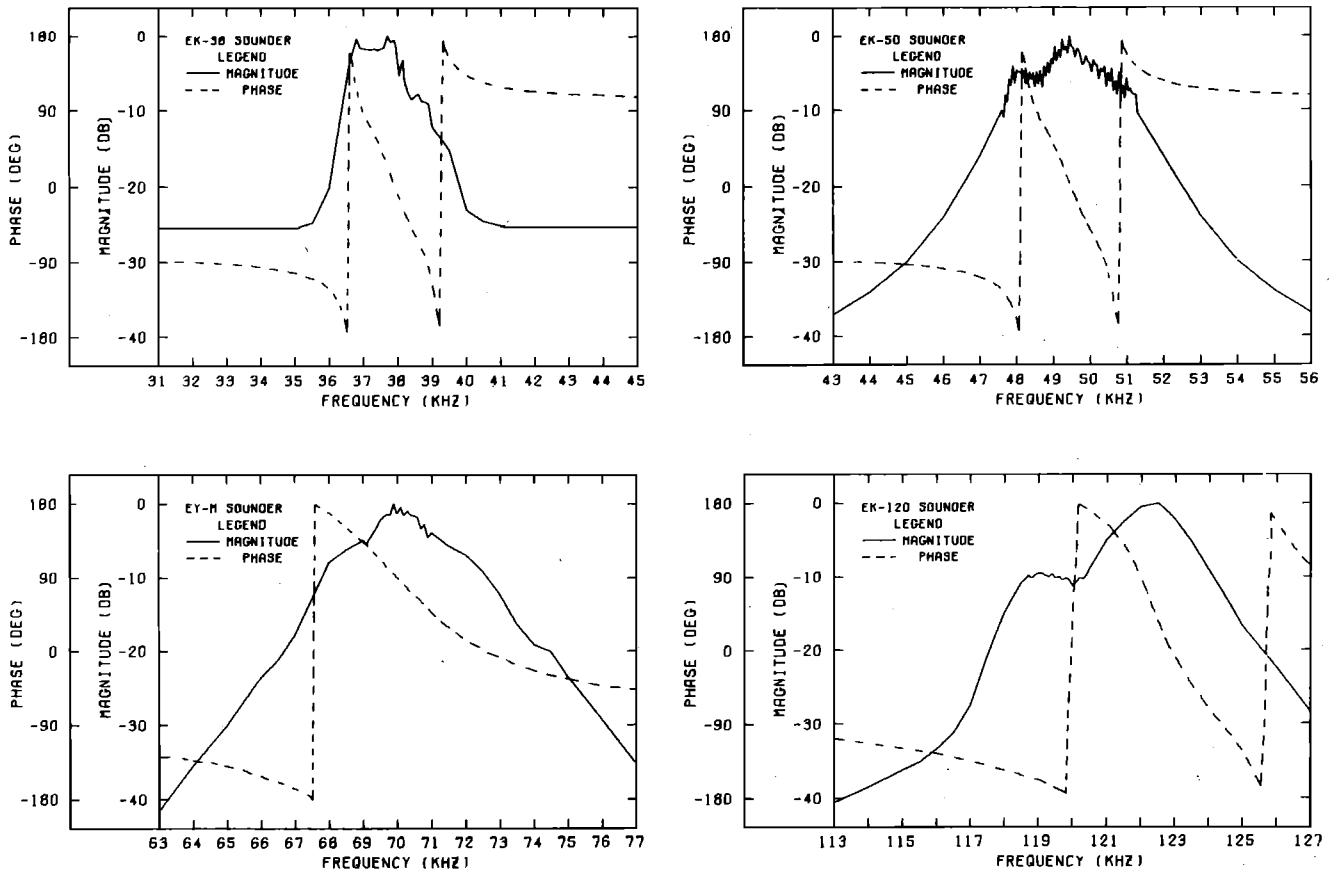 EK-38 SOUNDER
LEGEND
MAGNITUDE
PHASE
PHASE (DEG)
180
90
0
-90
-180
MAGNITUDE (DB)
0
-10
-20
-30
-40
31 32 33 34 35 36 37 38 39 40 41 42 43 44 45
FREQUENCY (KHZ)
EK-50 SOUNDER
LEGEND
MAGNITUDE
PHASE
PHASE (DEG)
180
90
0
-90
-180
MAGNITUDE (DB)
0
-10
-20
-30
-40
43 44 45 46 47 48 49 50 51 52 53 54 55 56
FREQUENCY (KHZ)
EY-M SOUNDER
LEGEND
MAGNITUDE
PHASE
PHASE (DEG)
180
90
0
-90
-180
MAGNITUDE (DB)
0
-10
-20
-30
-40
63 64 65 66 67 68 69 70 71 72 73 74 75 76 77
FREQUENCY (KHZ)
EK-120 SOUNDER
LEGEND
MAGNITUDE
PHASE
PHASE (DEG)
180
90
0
-90
-180
MAGNITUDE (DB)
0
-10
-20
-30
-40
113 115 117 119 121 123 125 127
FREQUENCY (KHZ)